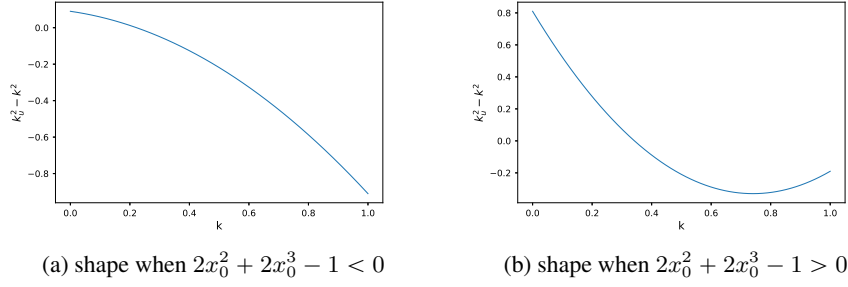 0.0
−0.2
−0.4
−0.6
−0.8
0.0 0.2 0.4 0.6 0.8 1.0
k
k_υ^2 − k^2
(a) shape when 2x_0^2 + 2x_0^3 − 1 < 0
0.8
0.6
0.4
0.2
0.0
−0.2
0.0 0.2 0.4 0.6 0.8 1.0
k
k_υ^2 − k^2
(b) shape when 2x_0^2 + 2x_0^3 − 1 > 0